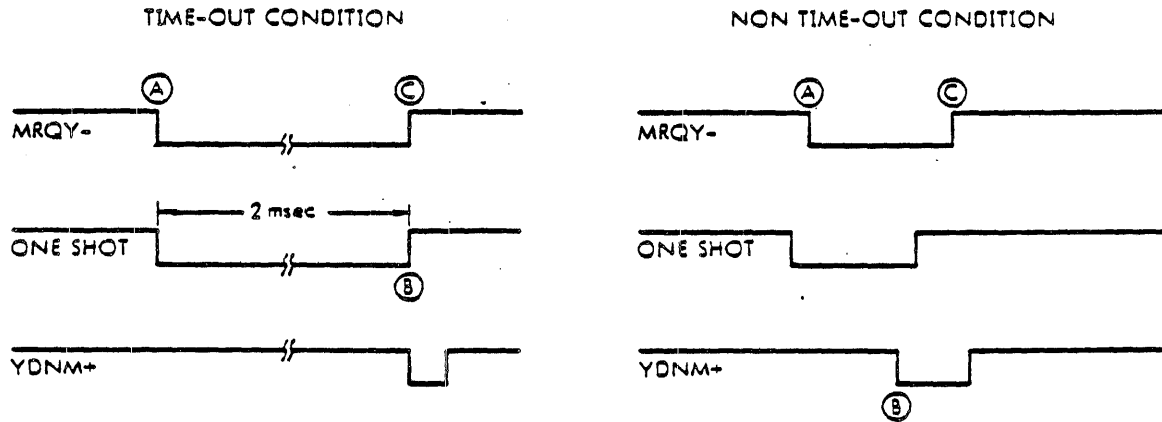 TIME-OUT CONDITION
A
C
MRQY-
2 msec
ONE SHOT
B
YDNM+
NON TIME-OUT CONDITION
A
C
MRQY-
ONE SHOT
YDNM+
B